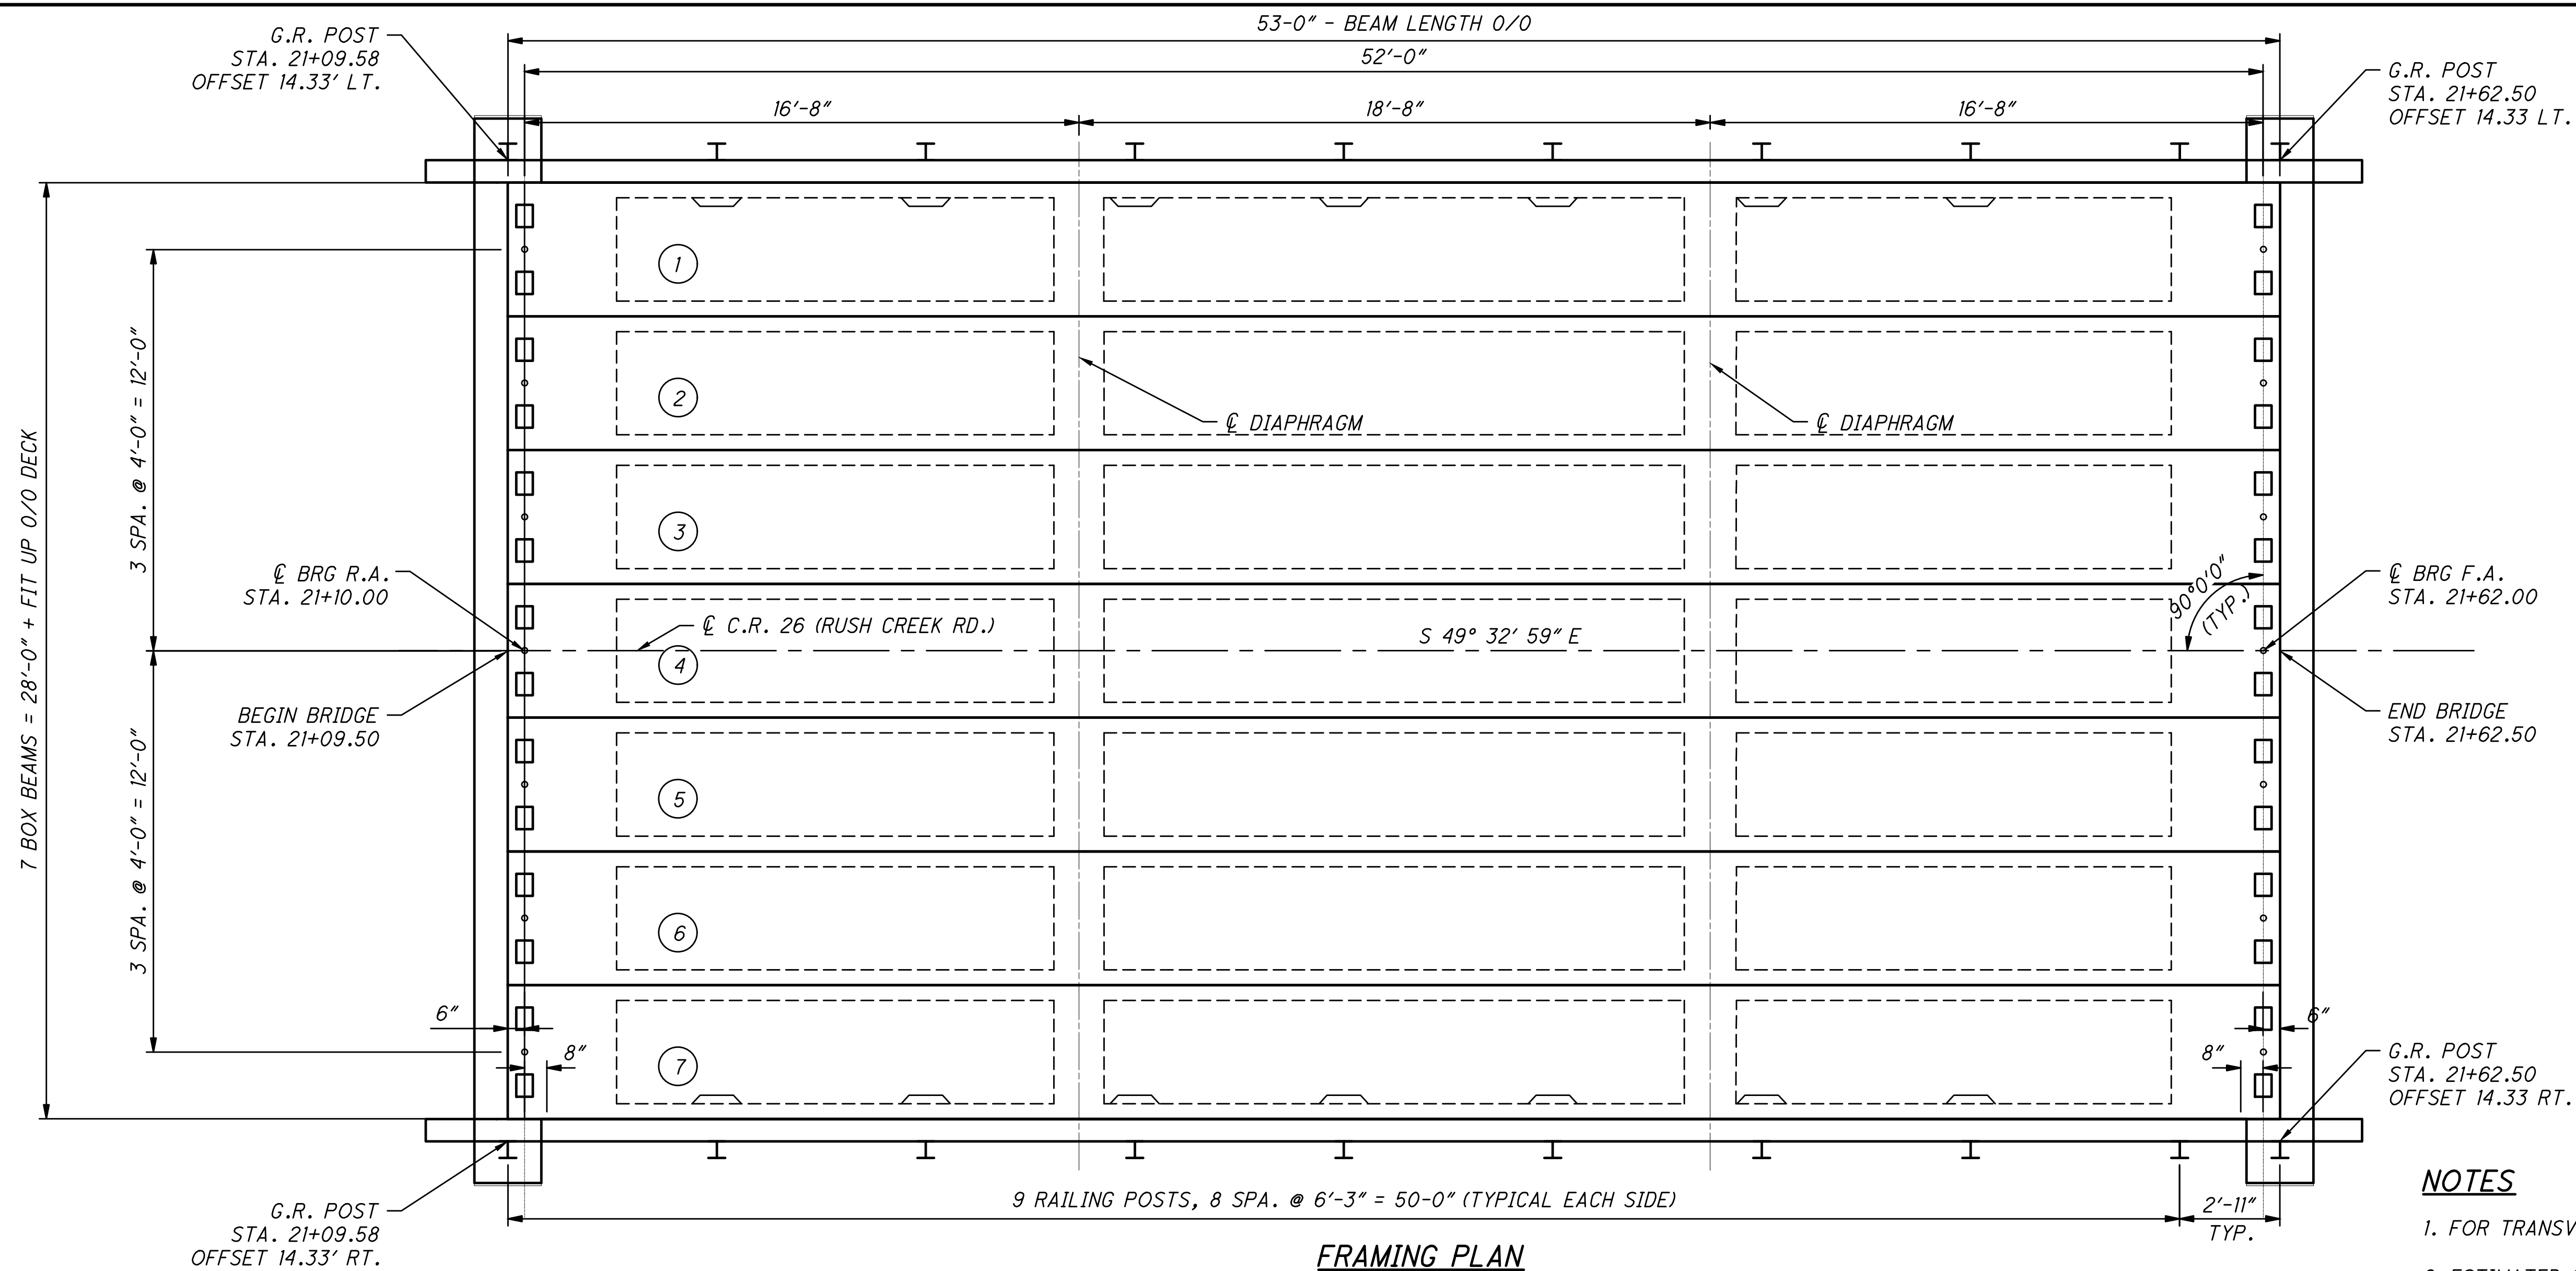 53-0" - BEAM LENGTH O/O
52'-0"
16'-8"
18'-8"
16'-8"
G.R. POST
STA. 21+09.58
OFFSET 14.33' LT.
G.R. POST
STA. 21+62.50
OFFSET 14.33 LT.
7 BOX BEAMS = 28'-0" + FIT UP O/O DECK
3 SPA. @ 4'-0" = 12'-0"
3 SPA. @ 4'-0" = 12'-0"
1
2
℄ DIAPHRAGM
℄ DIAPHRAGM
3
℄ BRG R.A.
STA. 21+10.00
℄ C.R. 26 (RUSH CREEK RD.)
S 49° 32' 59" E
90°0'0"
(TYP.)
℄ BRG F.A.
STA. 21+62.00
4
BEGIN BRIDGE
STA. 21+09.50
END BRIDGE
STA. 21+62.50
5
6
6"
8"
7
6"
8"
G.R. POST
STA. 21+62.50
OFFSET 14.33 RT.
G.R. POST
STA. 21+09.58
OFFSET 14.33' RT.
9 RAILING POSTS, 8 SPA. @ 6'-3" = 50-0" (TYPICAL EACH SIDE)
2'-11"
TYP.
FRAMING PLAN
NOTES
1. FOR TRANSV